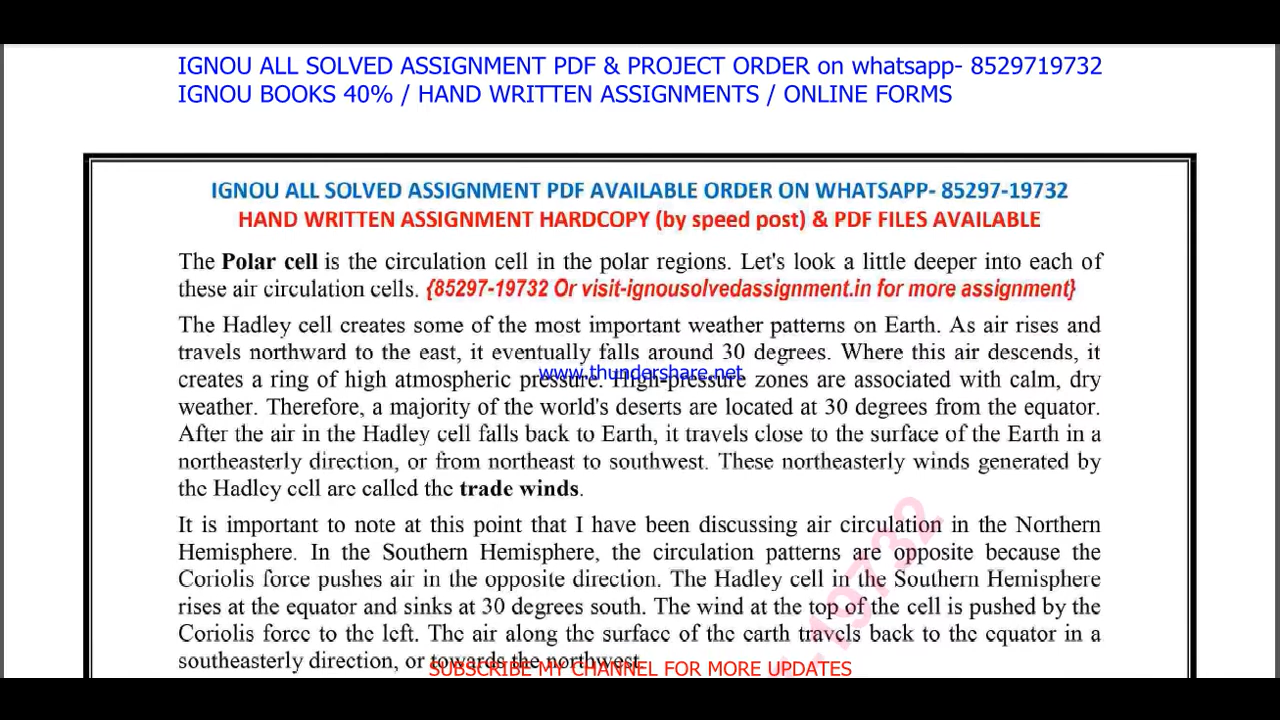 IGNOU ALL SOLVED ASSIGNMENT PDF & PROJECT ORDER on whatsapp- 8529719732
IGNOU BOOKS 40% / HAND WRITTEN ASSIGNMENTS / ONLINE FORMS
IGNOU ALL SOLVED ASSIGNMENT PDF AVAILABLE ORDER ON WHATSAPP- 85297-19732
HAND WRITTEN ASSIGNMENT HARDCOPY (by speed post) & PDF FILES AVAILABLE
The Polar cell is the circulation cell in the polar regions. Let's look a little deeper into each of
these air circulation cells. {85297-19732 Or visit-ignousolvedassignment.in for more assignment}
The Hadley cell creates some of the most important weather patterns on Earth. As air rises and
travels northward to the east, it eventually falls around 30 degrees. Where this air descends, it
www.thundershare.net
creates a ring of high atmospheric pressure. High-pressure zones are associated with calm, dry
weather. Therefore, a majority of the world's deserts are located at 30 degrees from the equator.
After the air in the Hadley cell falls back to Earth, it travels close to the surface of the Earth in a
northeasterly direction, or from northeast to southwest. These northeasterly winds generated by
the Hadley cell are called the trade winds.
It is important to note at this point that I have been discussing air circulation in the Northern
Hemisphere. In the Southern Hemisphere, the circulation patterns are opposite because the
Coriolis force pushes air in the opposite direction. The Hadley cell in the Southern Hemisphere
rises at the equator and sinks at 30 degrees south. The wind at the top of the cell is pushed by the
Coriolis force to the left. The air along the surface of the earth travels back to the equator in a
southeasterly direction, or towards the northwest.
SUBSCRIBE MY CHANNEL FOR MORE UPDATES
-19732